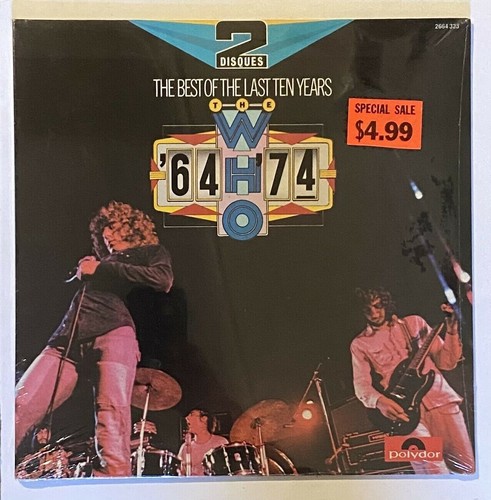 2664 323
2
DISQUES
THE BEST OF THE LAST TEN YEARS
THE
WHO
'64 '74
SPECIAL SALE
$4.99
polydor